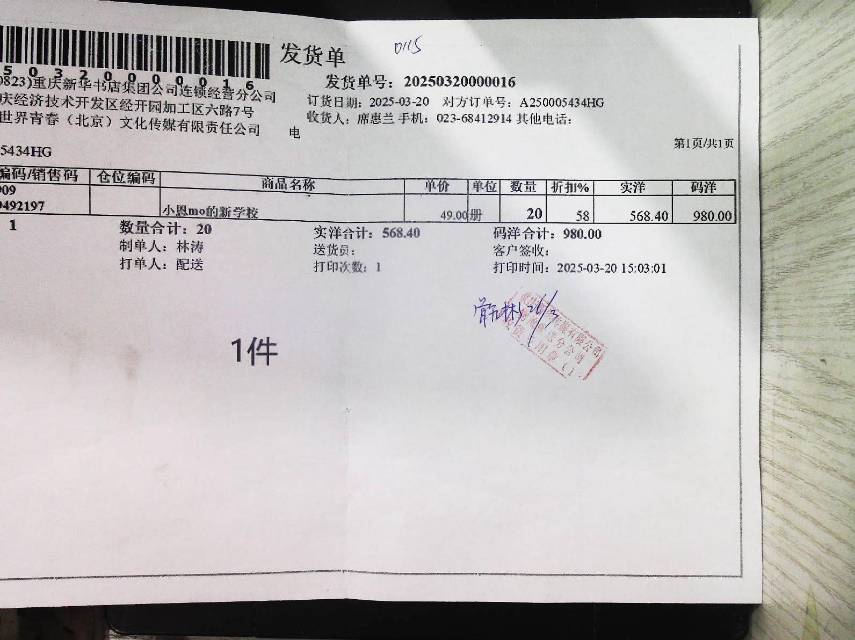 发货单
0115
50320000016
发货单号：20250320000016
0823)重庆新华书店集团公司连锁经营分公司
订货日期：2025-03-20 对方订单号：A250005434HG
庆经济技术开发区经开园加工区六路7号
收货人：席惠兰 手机：023-68412914 其他电话：
世界青春（北京）文化传媒有限责任公司
电
第1页/共1页
5434HG
编码/销售码 仓位编码 商品名称 单价 单位 数量 折扣% 实洋 码洋
909
9492197 小恩mo的新学校 49.00 册 20 58 568.40 980.00
1 数量合计：20 实洋合计：568.40 码洋合计：980.00
制单人：林涛 送货员： 客户签收：
打单人：配送 打印次数：1 打印时间：2025-03-20 15:03:01
26/3
1件